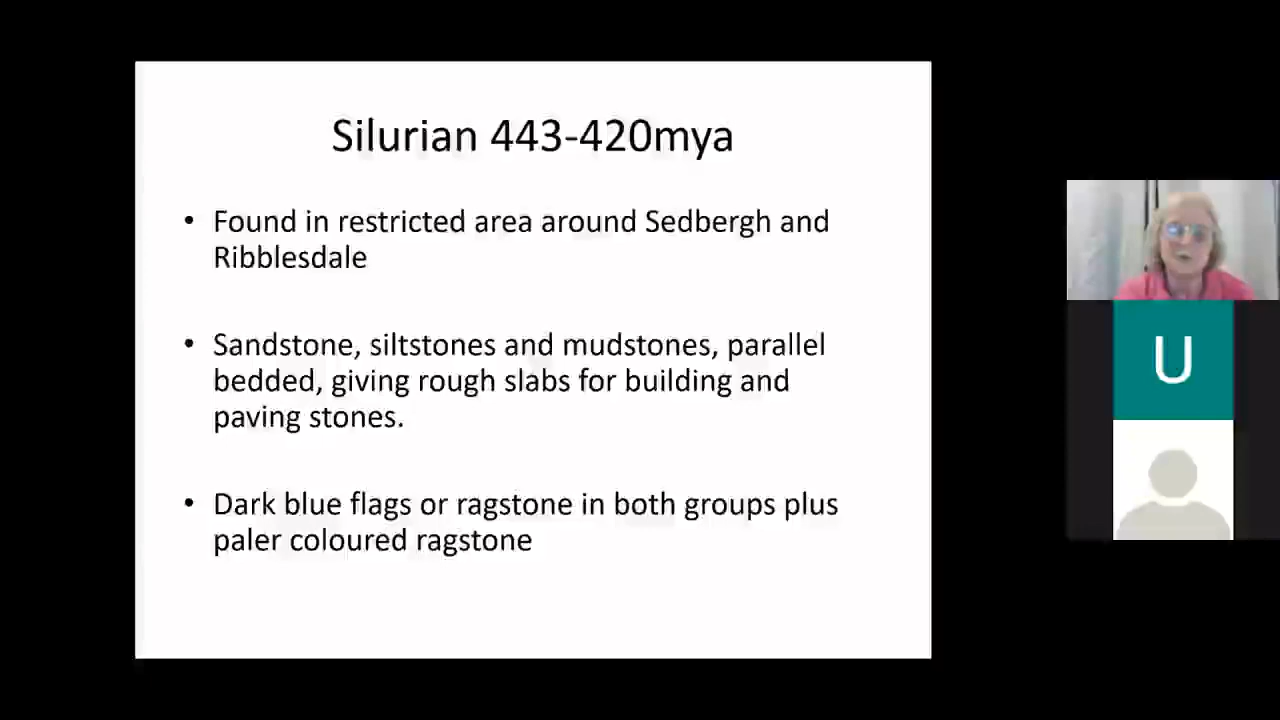 Silurian 443-420mya
• Found in restricted area around Sedbergh and
Ribblesdale
• Sandstone, siltstones and mudstones, parallel
bedded, giving rough slabs for building and
paving stones.
• Dark blue flags or ragstone in both groups plus
paler coloured ragstone
U